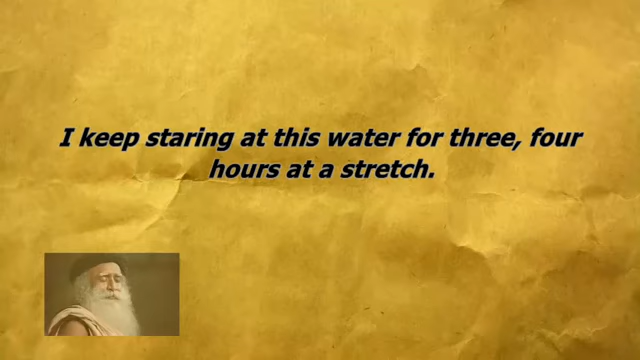 I keep staring at this water for three, four
hours at a stretch.